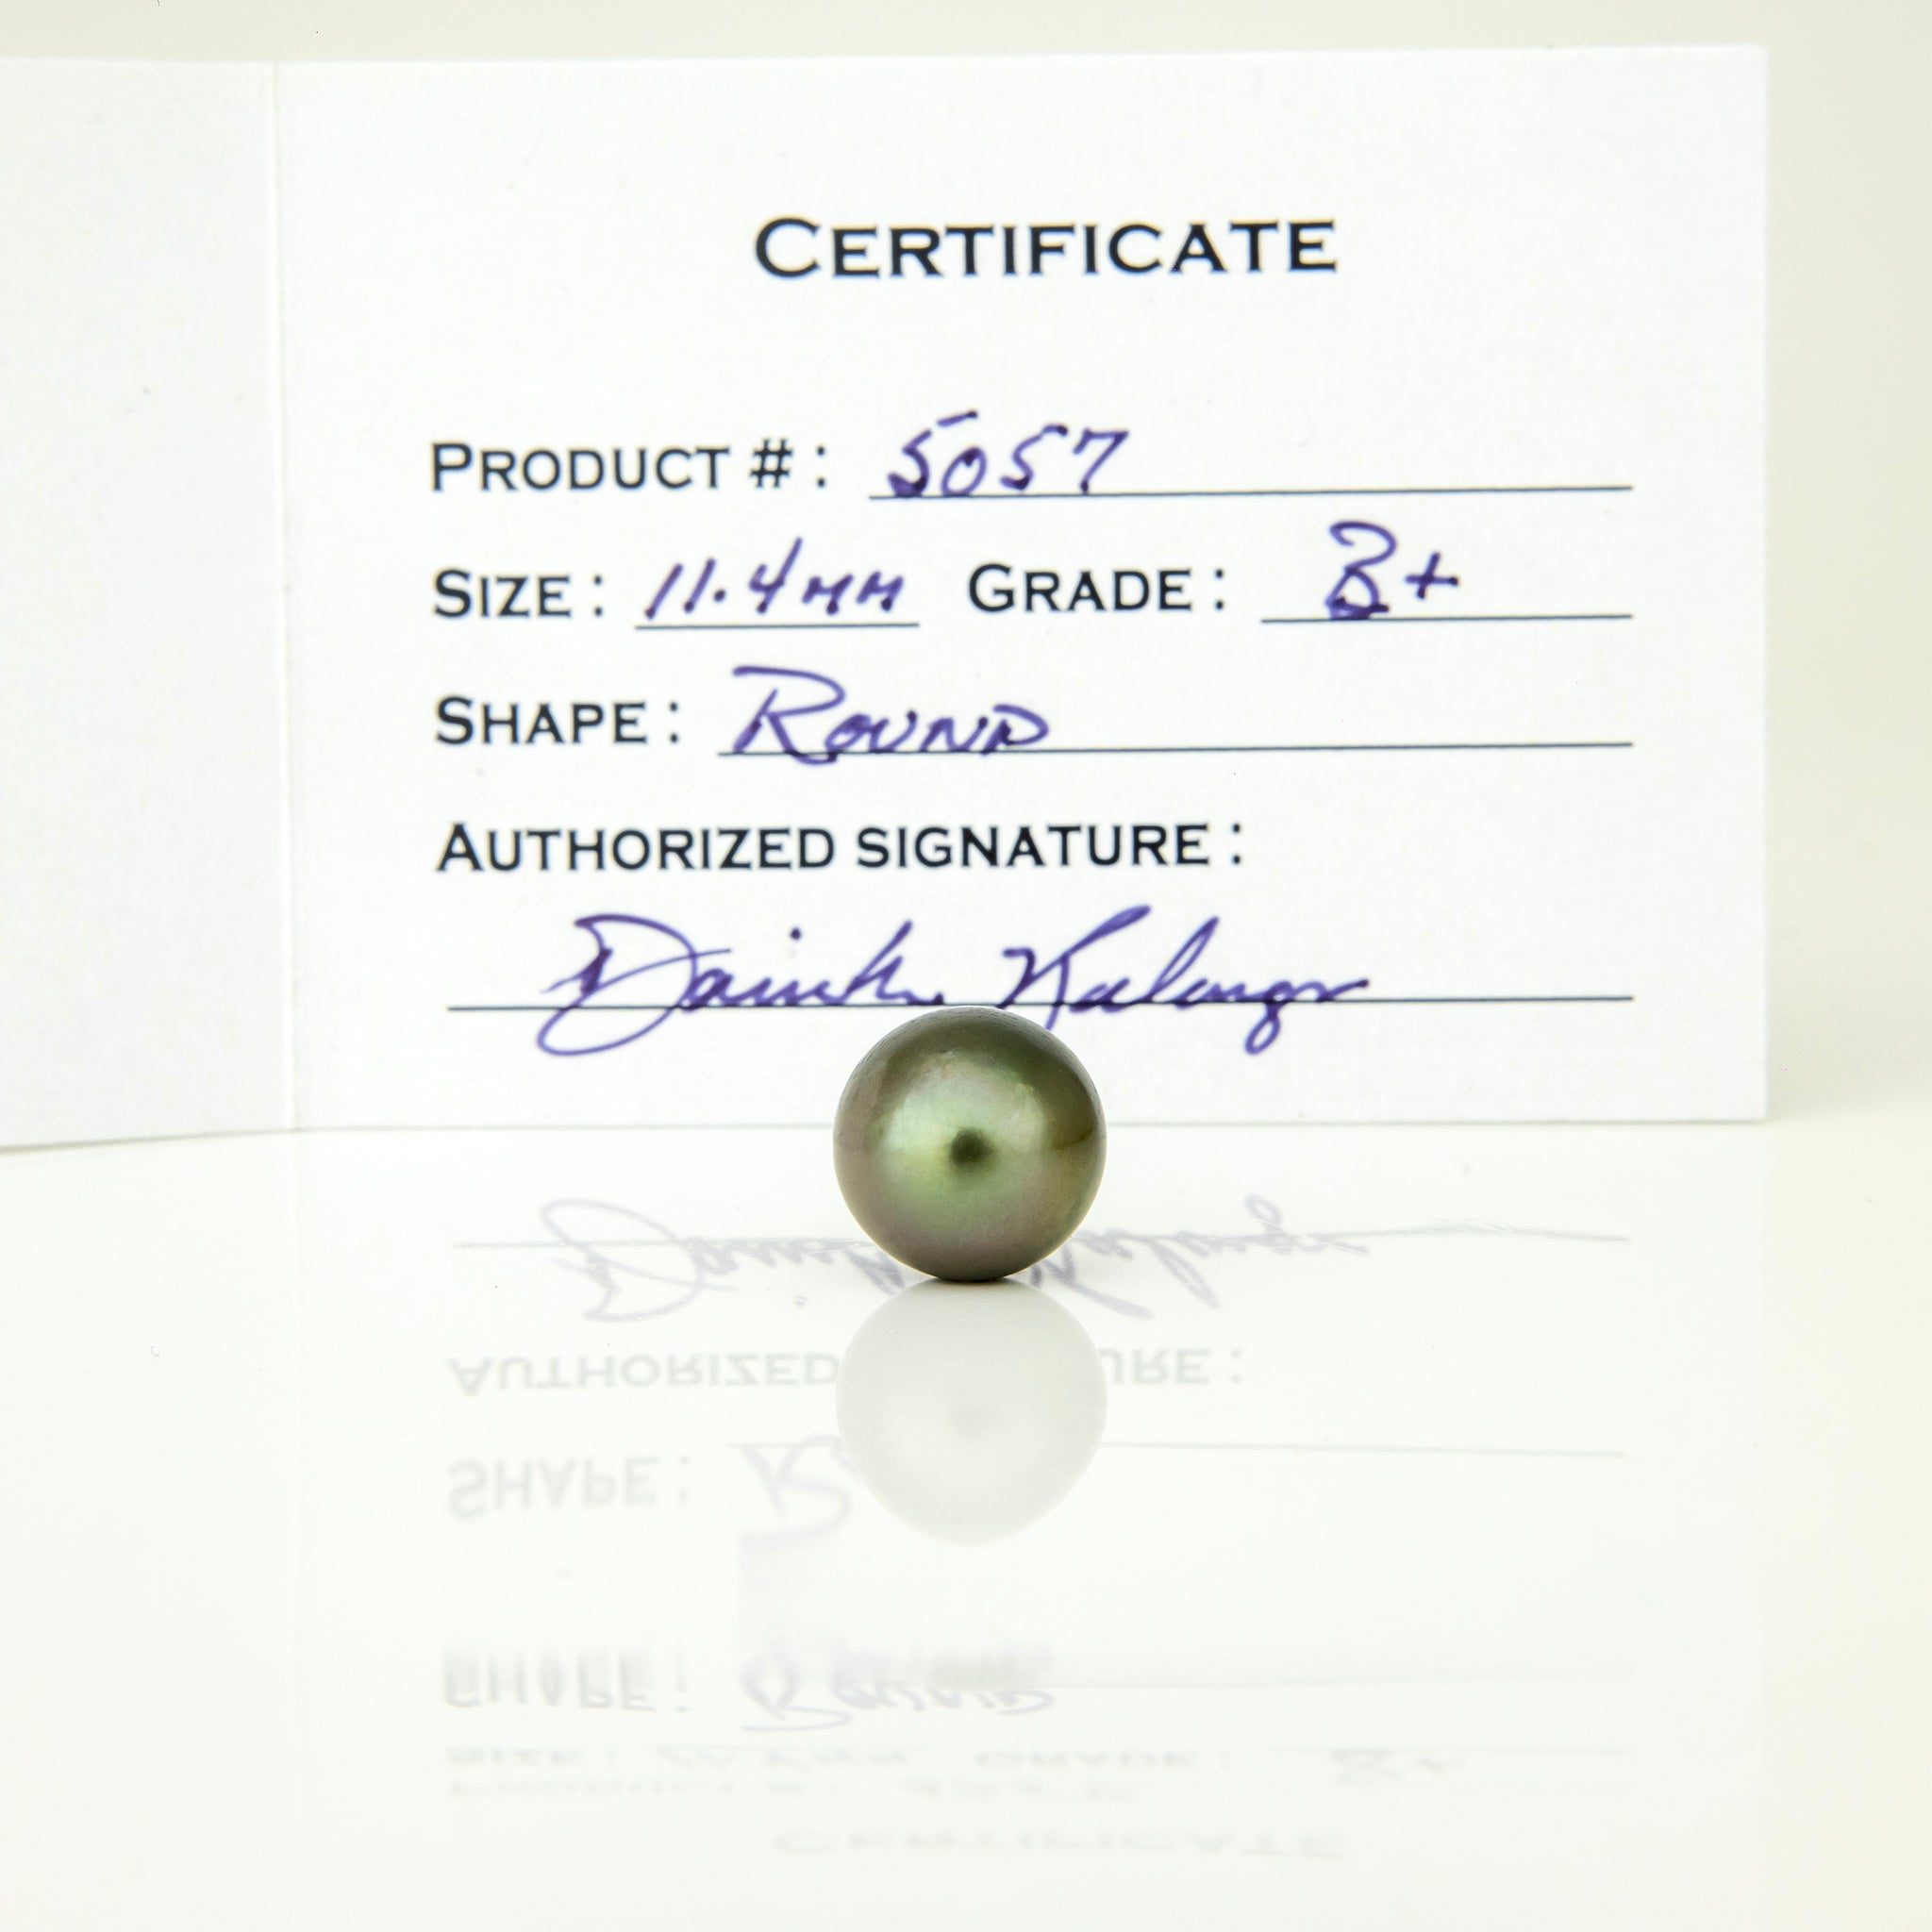 CERTIFICATE
PRODUCT #: 5057
SIZE: 11.4mm GRADE: B+
SHAPE: ROUND
AUTHORIZED SIGNATURE: